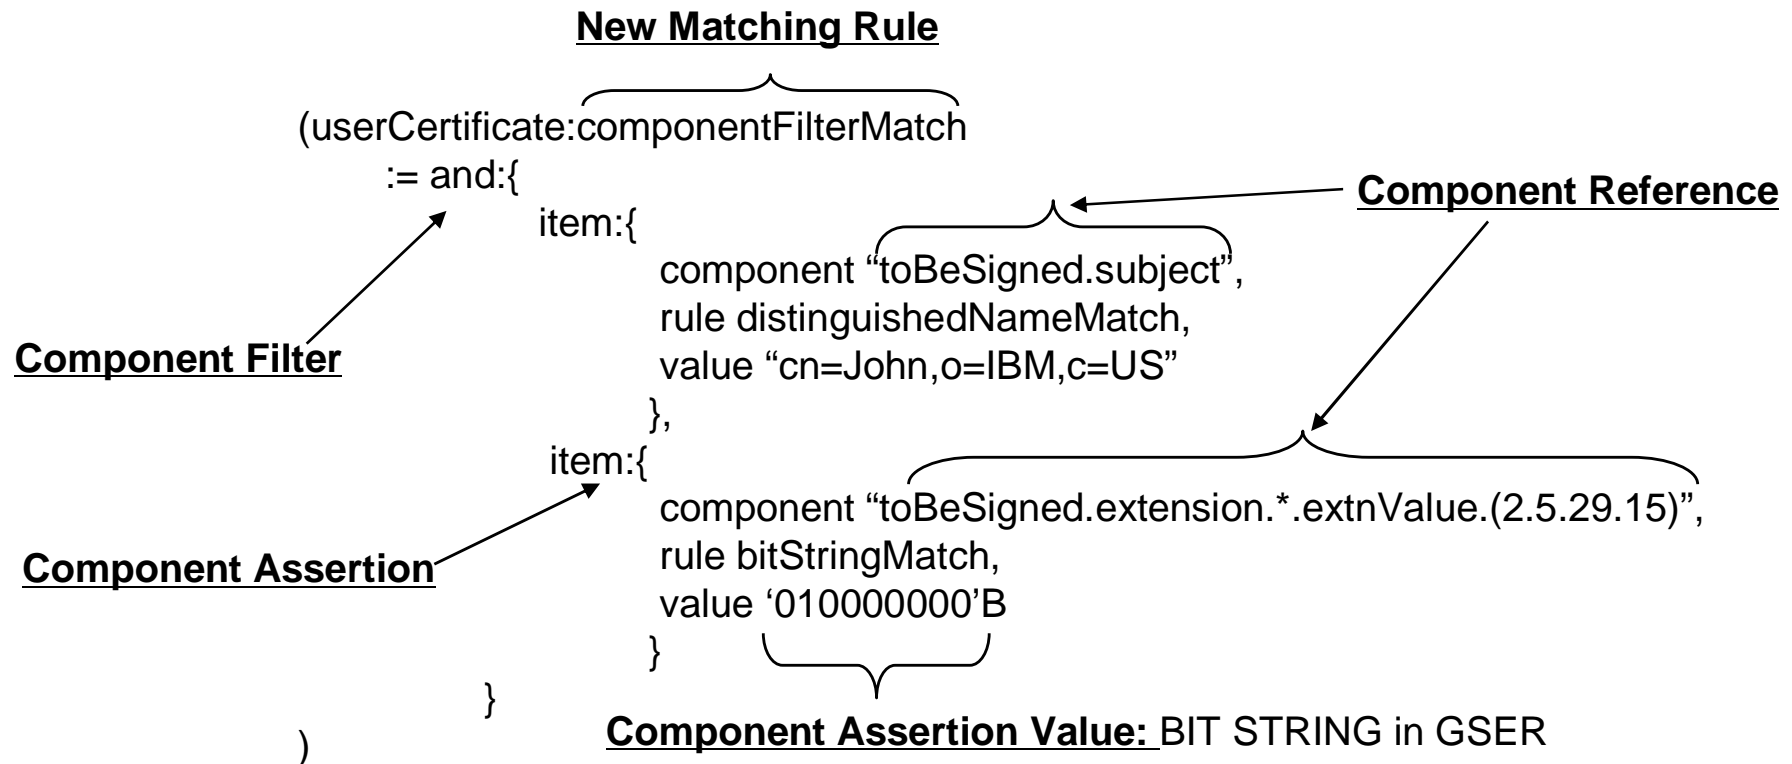 New Matching Rule
(userCertificate:componentFilterMatch
:= and:{
Component Reference
item:{
component “toBeSigned.subject”,
rule distinguishedNameMatch,
Component Filter
value “cn=John,o=IBM,c=US”
},
item:{
component “toBeSigned.extension.*.extnValue.(2.5.29.15)”,
rule bitStringMatch,
Component Assertion
value ‘010000000’B
}
}
Component Assertion Value: BIT STRING in GSER
)